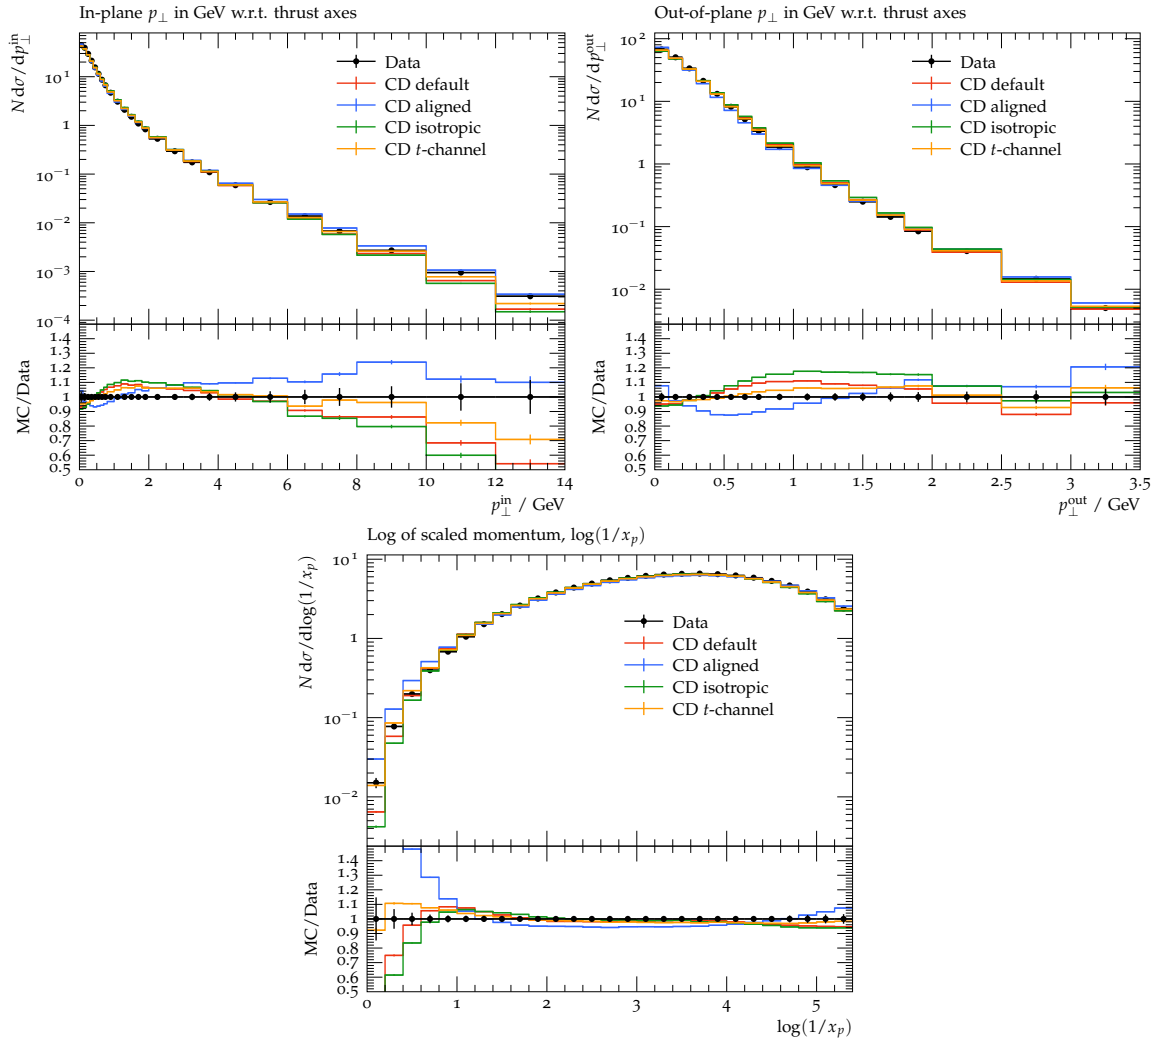 In-plane p⊥ in GeV w.r.t. thrust axes
N dσ/dp⊥^in
10^1
1
10^−1
10^−2
10^−3
10^−4
Data
CD default
CD aligned
CD isotropic
CD t-channel
MC/Data
1.4
1.3
1.2
1.1
1
0.9
0.8
0.7
0.6
0.5
0 2 4 6 8 10 12 14
p⊥^in / GeV
Out-of-plane p⊥ in GeV w.r.t. thrust axes
N dσ/dp⊥^out
10^2
10^1
1
10^−1
10^−2
Data
CD default
CD aligned
CD isotropic
CD t-channel
MC/Data
1.4
1.3
1.2
1.1
1
0.9
0.8
0.7
0.6
0.5
0 0.5 1 1.5 2 2.5 3 3.5
p⊥^out / GeV
Log of scaled momentum, log(1/x_p)
N dσ/dlog(1/x_p)
10^1
1
10^−1
10^−2
Data
CD default
CD aligned
CD isotropic
CD t-channel
MC/Data
1.4
1.3
1.2
1.1
1
0.9
0.8
0.7
0.6
0.5
0 1 2 3 4 5
log(1/x_p)